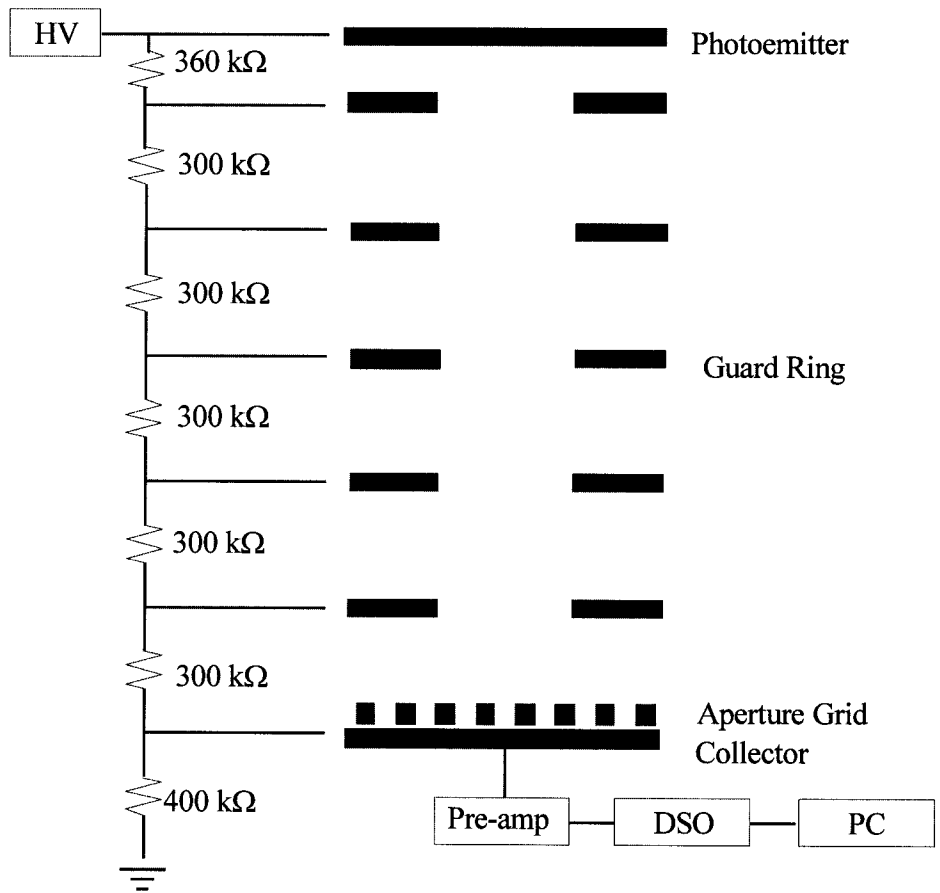 HV
Photoemitter
360 kΩ
300 kΩ
300 kΩ
Guard Ring
300 kΩ
300 kΩ
300 kΩ
Aperture Grid
Collector
400 kΩ
Pre-amp
DSO
PC